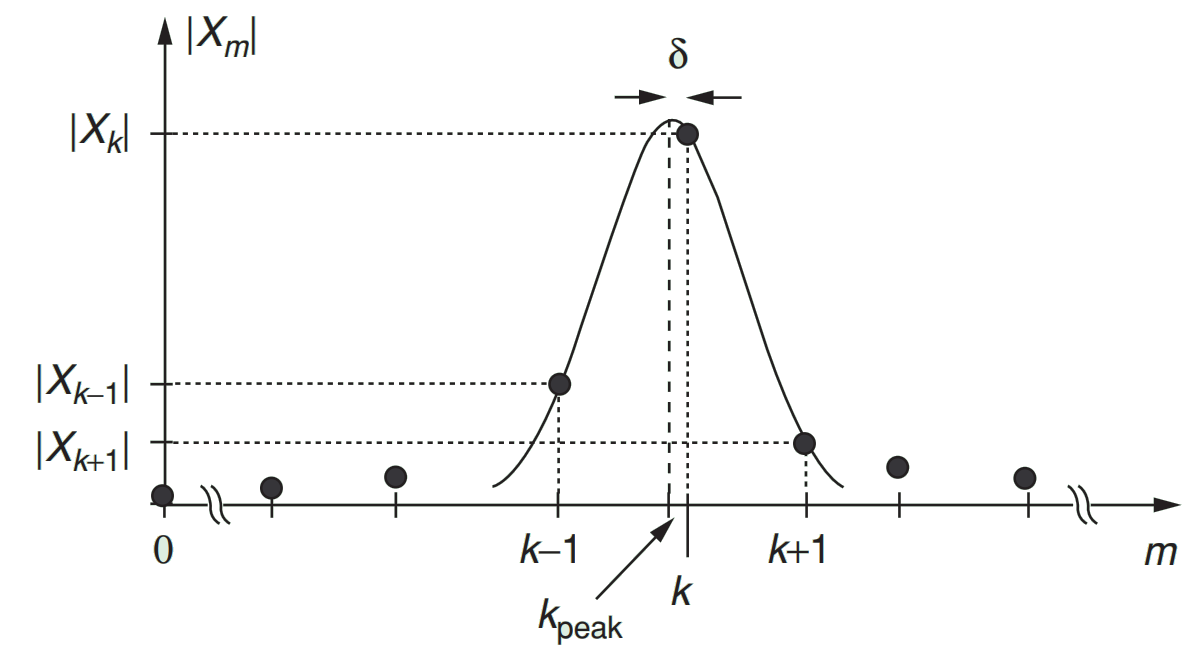 |Xₘ|
δ
|Xₖ|
|Xₖ₋₁|
|Xₖ₊₁|
0
k–1
k+1
m
k
kpeak